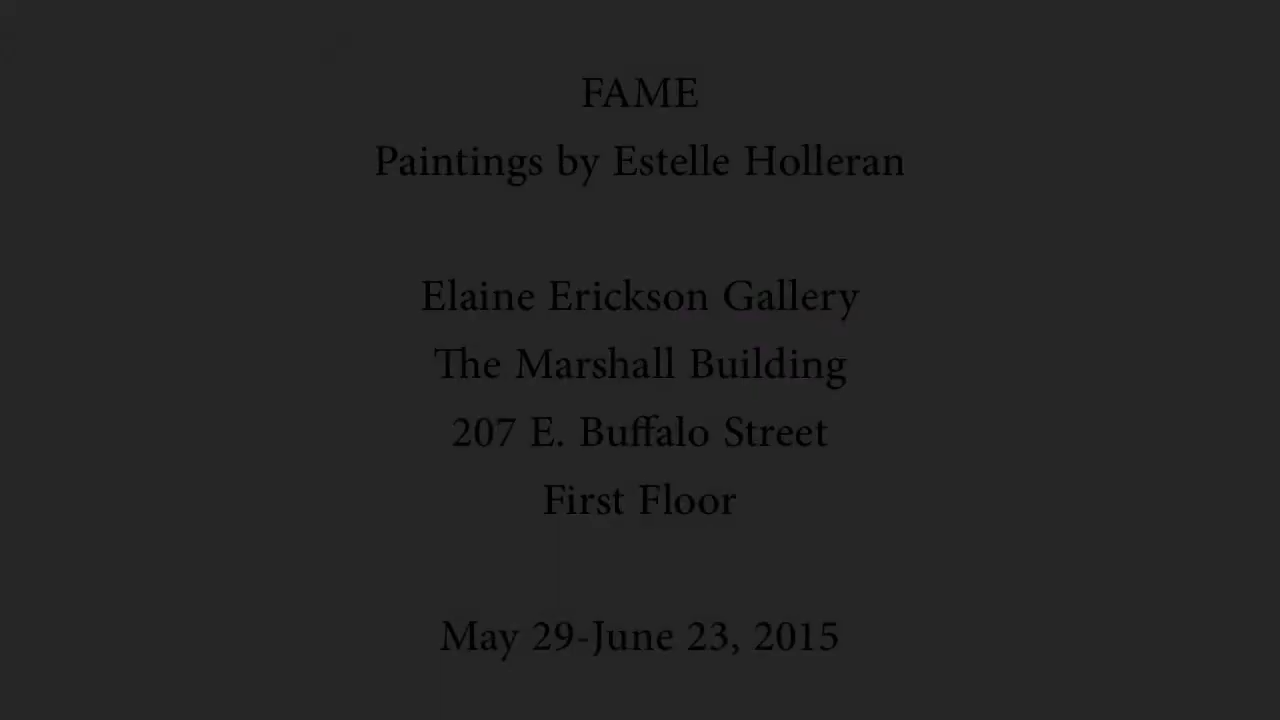 FAME
Paintings by Estelle Holleran
Elaine Erickson Gallery
The Marshall Building
207 E. Buffalo Street
First Floor
May 29-June 23, 2015